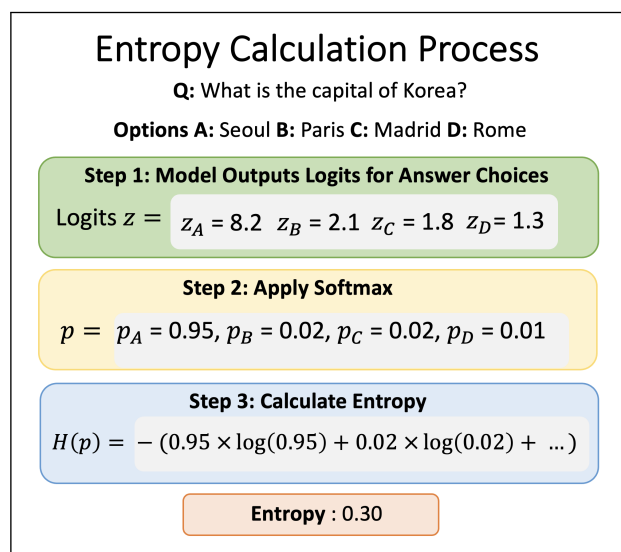 Entropy Calculation Process
Q: What is the capital of Korea?
Options A: Seoul B: Paris C: Madrid D: Rome
Step 1: Model Outputs Logits for Answer Choices
Logits z = z_A = 8.2 z_B = 2.1 z_C = 1.8 z_D= 1.3
Step 2: Apply Softmax
p = p_A = 0.95, p_B = 0.02, p_C = 0.02, p_D = 0.01
Step 3: Calculate Entropy
H(p) = − (0.95 × log(0.95) + 0.02 × log(0.02) + …)
Entropy : 0.30